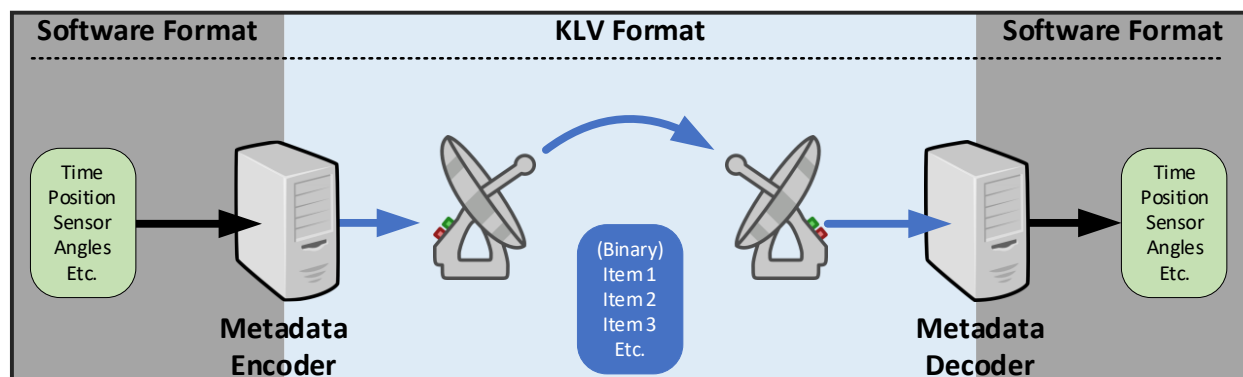 Software Format
KLV Format
Software Format
Time
Position
Sensor
Angles
Etc.
Metadata
Encoder
(Binary)
Item 1
Item 2
Item 3
Etc.
Metadata
Decoder
Time
Position
Sensor
Angles
Etc.